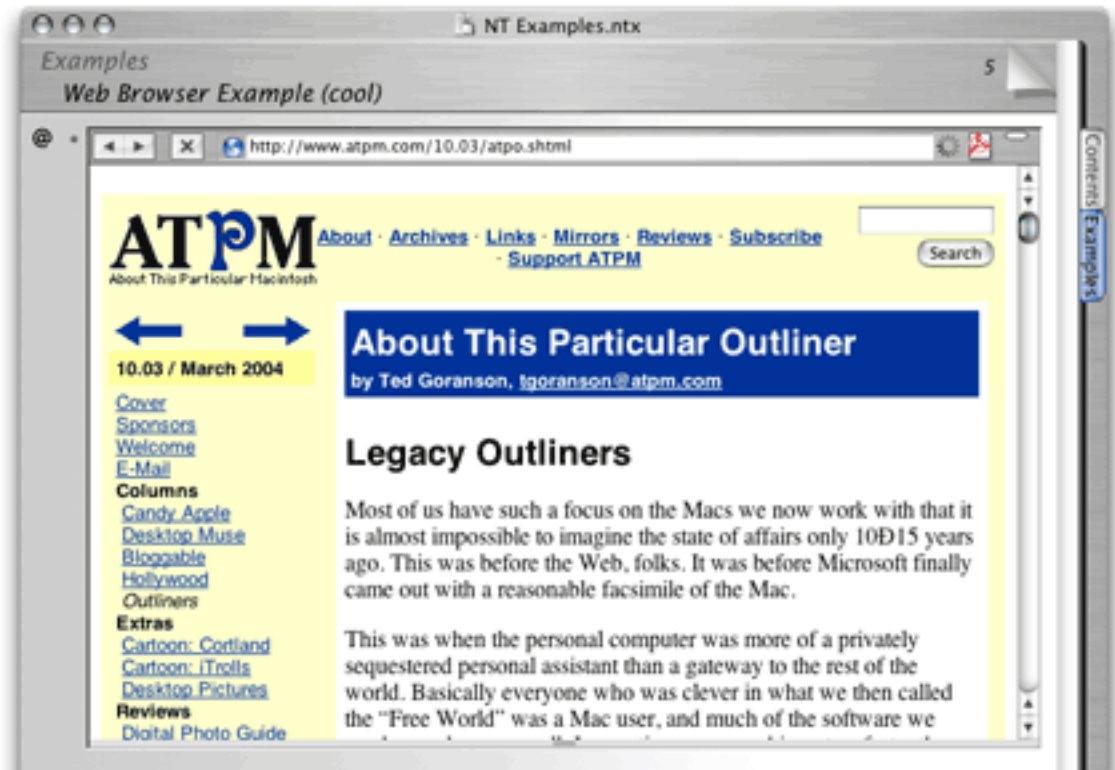 NT Examples.ntx
Examples
5
Web Browser Example (cool)
@
http://www.atpm.com/10.03/atpo.shtml
Contents
Examples
ATPM
About This Particular Macintosh
About · Archives · Links · Mirrors · Reviews · Subscribe
· Support ATPM
Search
10.03 / March 2004
Cover
Sponsors
Welcome
E-Mail
Columns
Candy Apple
Desktop Muse
Bloggable
Hollywood
Outliners
Extras
Cartoon: Cortland
Cartoon: iTrolls
Desktop Pictures
Reviews
Digital Photo Guide
About This Particular Outliner
by Ted Goranson, tgoranson@atpm.com
Legacy Outliners
Most of us have such a focus on the Macs we now work with that it
is almost impossible to imagine the state of affairs only 10Ð15 years
ago. This was before the Web, folks. It was before Microsoft finally
came out with a reasonable facsimile of the Mac.
This was when the personal computer was more of a privately
sequestered personal assistant than a gateway to the rest of the
world. Basically everyone who was clever in what we then called
the “Free World” was a Mac user, and much of the software we